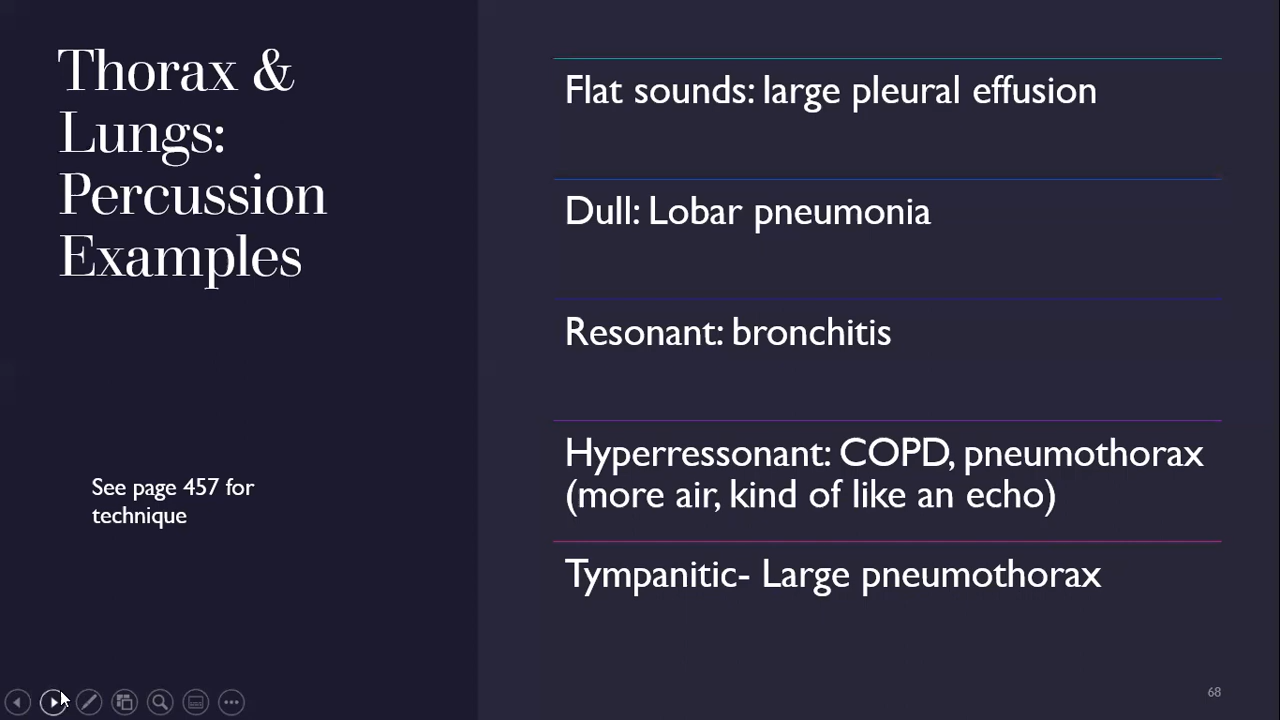 Thorax &
Lungs:
Percussion
Examples
See page 457 for
technique
Flat sounds: large pleural effusion
Dull: Lobar pneumonia
Resonant: bronchitis
Hyperressonant: COPD, pneumothorax
(more air, kind of like an echo)
Tympanitic- Large pneumothorax
68